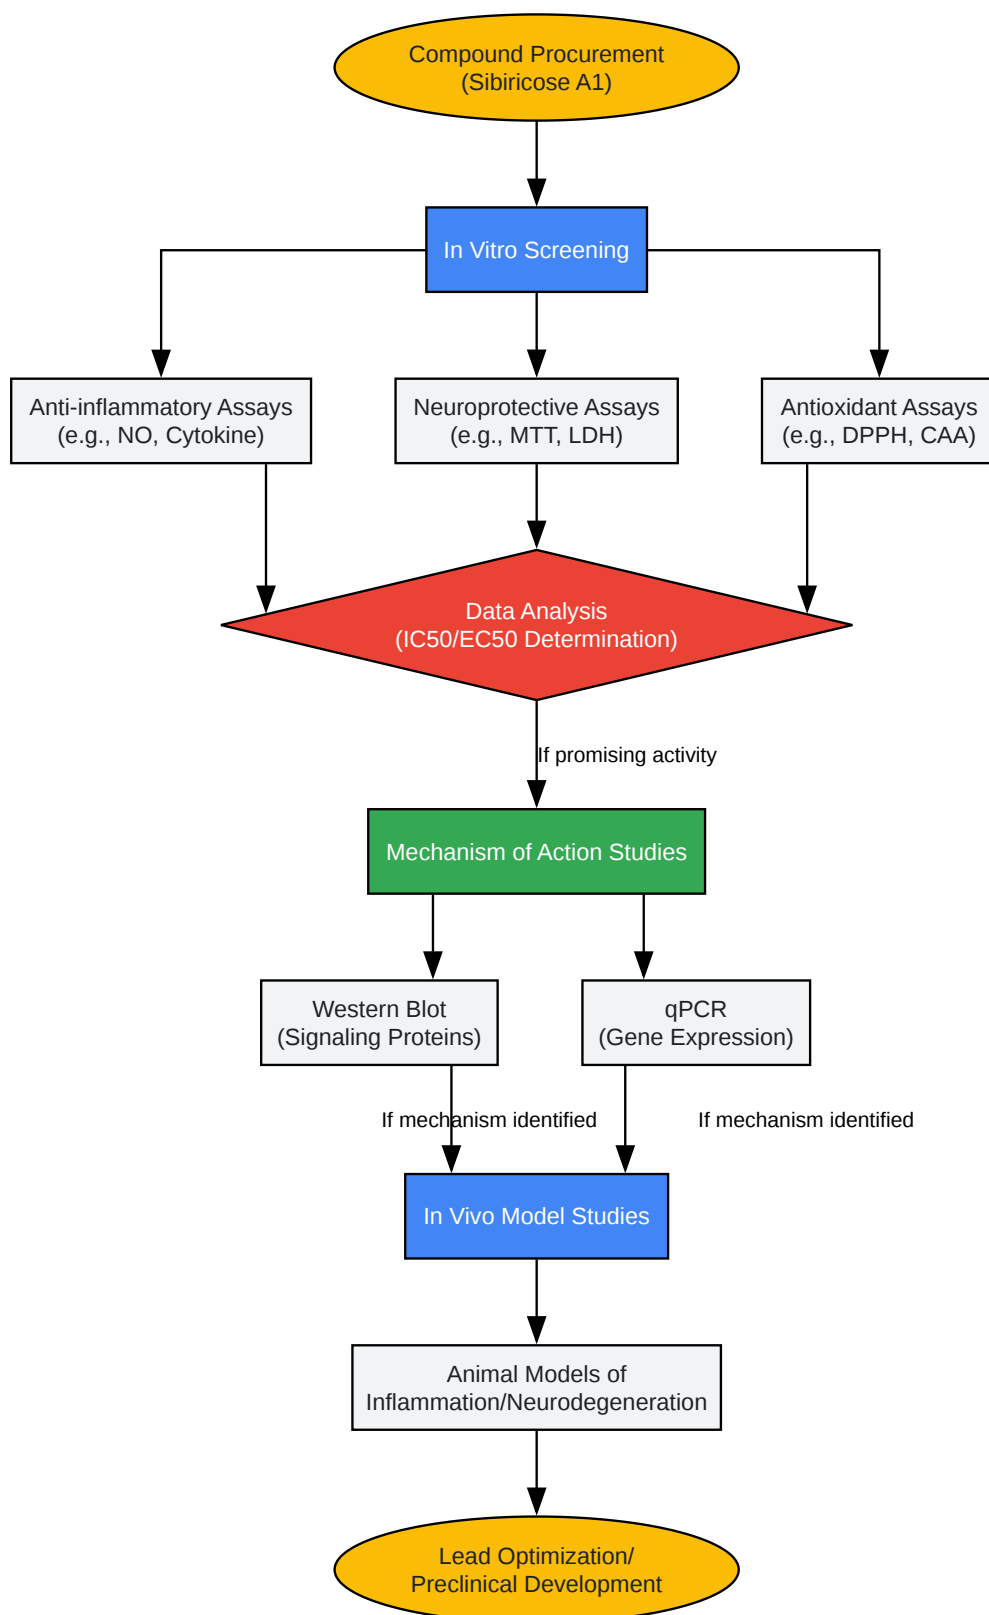 Compound Procurement
(Sibiricose A1)
In Vitro Screening
Anti-inflammatory Assays
(e.g., NO, Cytokine)
Neuroprotective Assays
(e.g., MTT, LDH)
Antioxidant Assays
(e.g., DPPH, CAA)
Data Analysis
(IC50/EC50 Determination)
If promising activity
Mechanism of Action Studies
Western Blot
(Signaling Proteins)
qPCR
(Gene Expression)
If mechanism identified
If mechanism identified
In Vivo Model Studies
Animal Models of
Inflammation/Neurodegeneration
Lead Optimization/
Preclinical Development